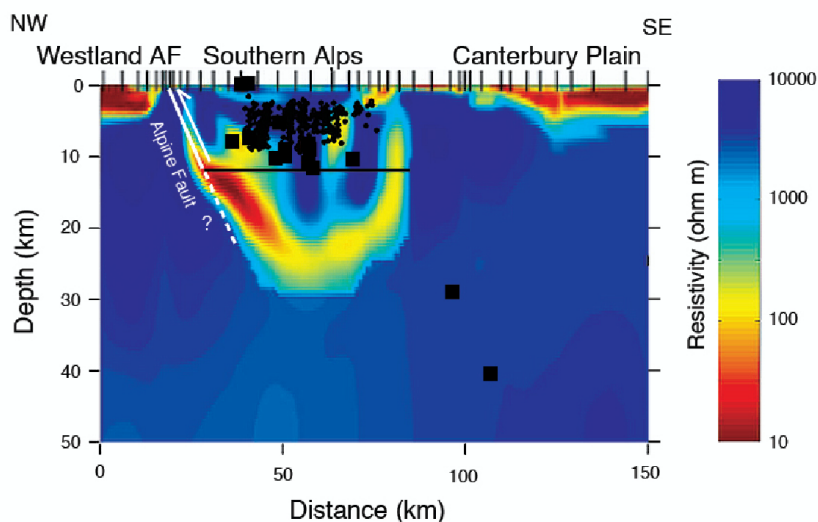 NW
SE
Westland AF Southern Alps Canterbury Plain
0
10
20
30
40
50
Depth (km)
Alpine Fault
?
0 50 100 150
Distance (km)
10000
1000
100
10
Resistivity (ohm m)